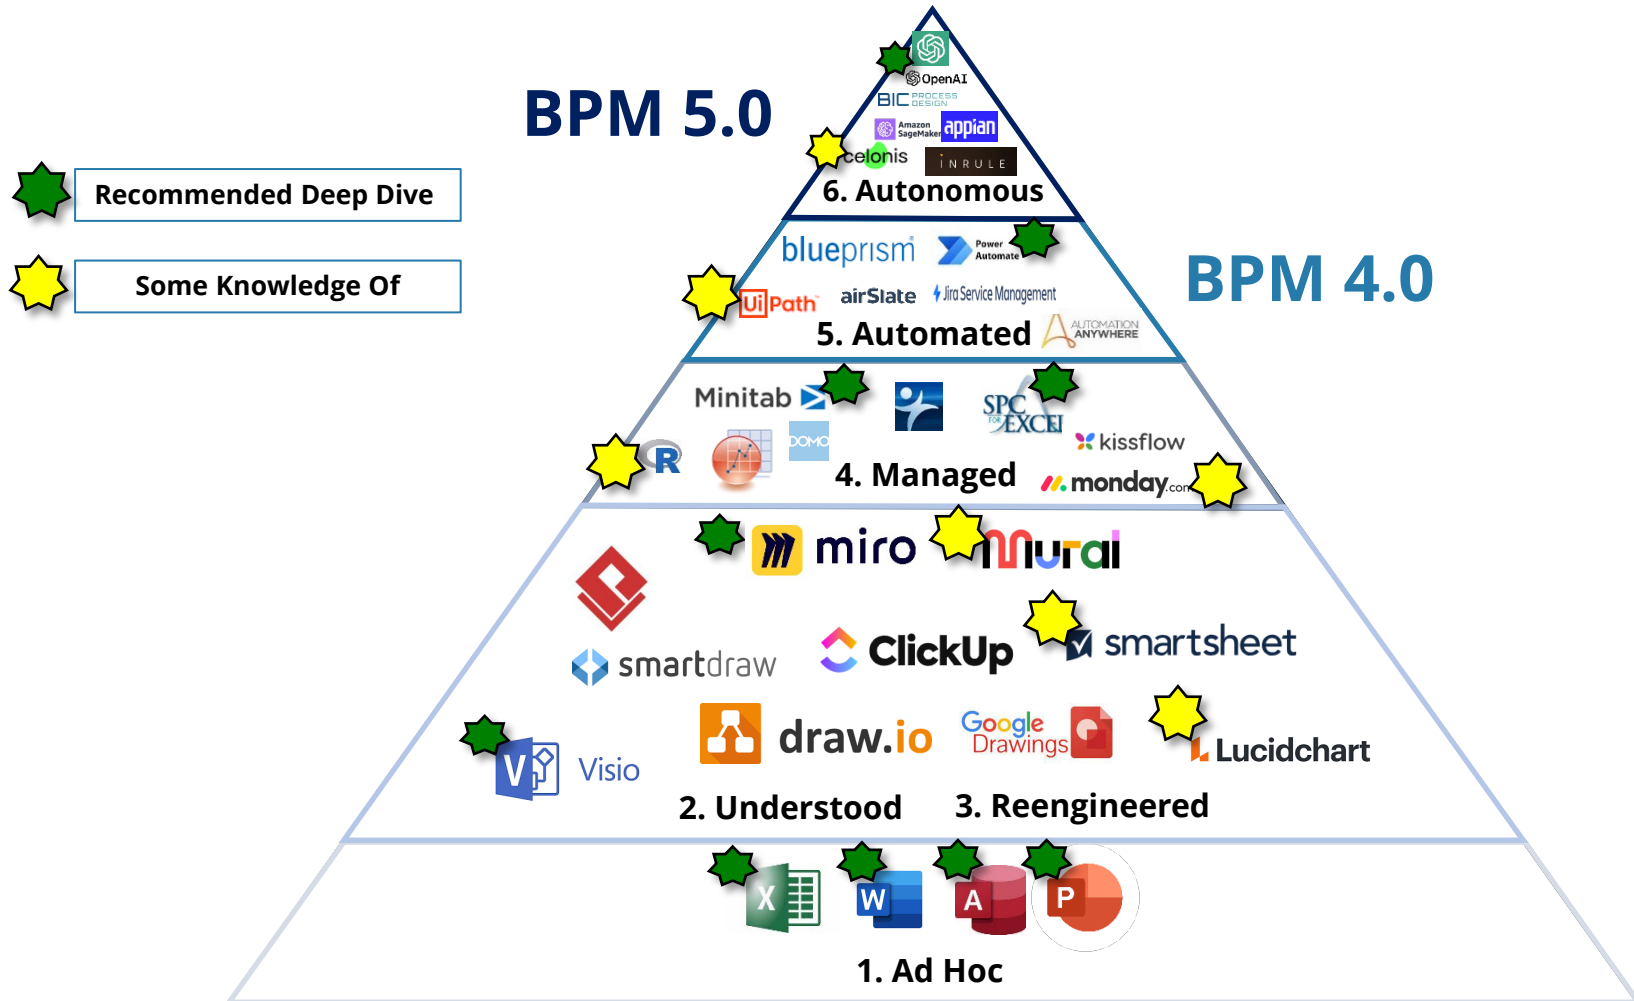 OpenAI
BIC PROCESS
DESIGN
BPM 5.0
Amazon
SageMaker
appian
celonis
INRULE
6. Autonomous
Recommended Deep Dive
Some Knowledge Of
blueprism
Power
Automate
BPM 4.0
UiPath
airSlate
Jira Service Management
5. Automated
AUTOMATION
ANYWHERE
Minitab
SPC
FOR
EXCEL
R
DOMO
kissflow
4. Managed
monday.com
miro
mural
ClickUp
smartsheet
smartdraw
draw.io
Google
Drawings
Lucidchart
V
Visio
2. Understood
3. Reengineered
X
W
A
P
1. Ad Hoc